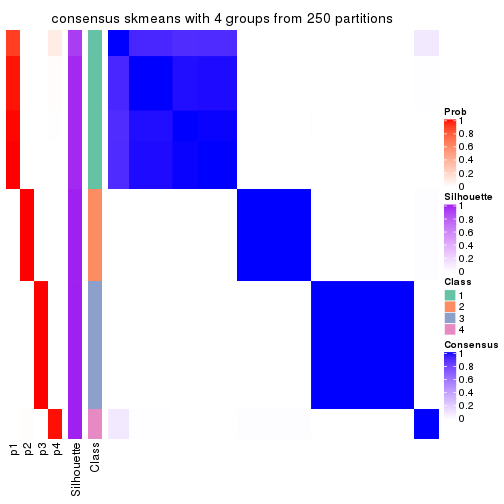 consensus skmeans with 4 groups from 250 partitions
Prob
1
0.8
0.6
0.4
0.2
0
Silhouette
1
0.8
0.6
0.4
0.2
0
Class
1
2
3
4
Consensus
1
0.8
0.6
0.4
0.2
0
p1
p2
p3
p4
Silhouette
Class